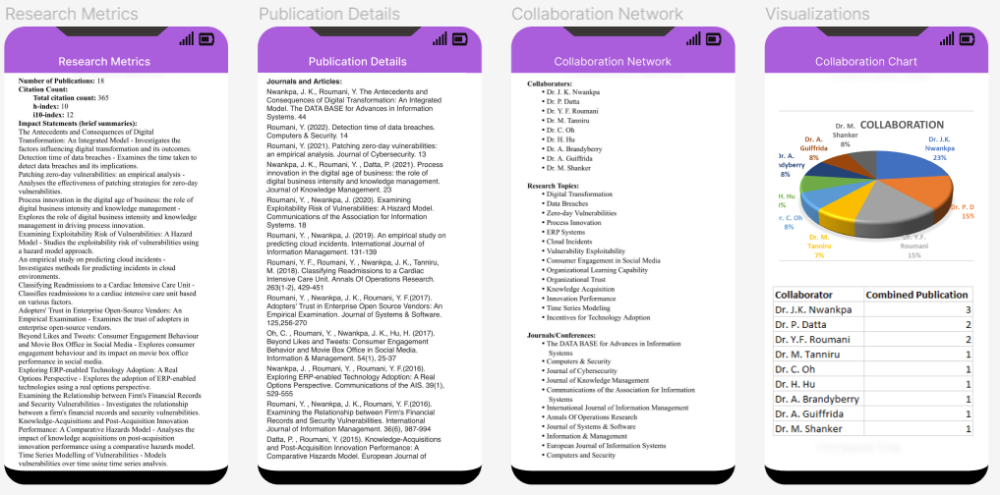 Research Metrics
Research Metrics
Number of Publications: 18
Citation Count:
Total citation count: 365
h-index: 10
i10-index: 12
Impact Statements (brief summaries):
The Antecedents and Consequences of Digital
Transformation: An Integrated Model - Investigates the
factors influencing digital transformation and its outcomes.
Detection time of data breaches - Examines the time taken to
detect data breaches and its implications.
Patching zero-day vulnerabilities: an empirical analysis -
Analyses the effectiveness of patching strategies for zero-day
vulnerabilities.
Process innovation in the digital age of business: the role of
digital business intensity and knowledge management -
Explores the role of digital business intensity and knowledge
management in driving process innovation.
Examining Exploitability Risk of Vulnerabilities: A Hazard
Model - Studies the exploitability risk of vulnerabilities using
a hazard model approach.
An empirical study on predicting cloud incidents -
Investigates methods for predicting incidents in cloud
environments.
Classifying Readmissions to a Cardiac Intensive Care Unit -
Classifies readmissions to a cardiac intensive care unit based
on various factors.
Adopters' Trust in Enterprise Open-Source Vendors: An
Empirical Examination - Examines the trust of adopters in
enterprise open-source vendors.
Beyond Likes and Tweets: Consumer Engagement Behaviour
and Movie Box Office in Social Media - Explores consumer
engagement behaviour and its impact on movie box office
performance in social media.
Exploring ERP-enabled Technology Adoption: A Real
Options Perspective - Explores the adoption of ERP-enabled
technologies using a real options perspective.
Examining the Relationship between Firm's Financial Records
and Security Vulnerabilities - Investigates the relationship
between a firm's financial records and security vulnerabilities.
Knowledge-Acquisitions and Post-Acquisition Innovation
Performance: A Comparative Hazards Model - Analyses the
impact of knowledge acquisitions on post-acquisition
innovation performance using a comparative hazards model.
Time Series Modelling of Vulnerabilities - Models
vulnerabilities over time using time series analysis.
Publication Details
Publication Details
Journals and Articles:
Nwankpa, J. K., Roumani, Y. The Antecedents and
Consequences of Digital Transformation: An Integrated
Model. The DATA BASE for Advances in Information
Systems. 44
Roumani, Y. (2022). Detection time of data breaches.
Computers & Security. 14
Roumani, Y. (2021). Patching zero-day vulnerabilities:
an empirical analysis. Journal of Cybersecurity. 13
Nwankpa, J. K., Roumani, Y. , Datta, P. (2021). Process
innovation in the digital age of business: the role of
digital business intensity and knowledge management.
Journal of Knowledge Management. 23
Roumani, Y. , Nwankpa, J. (2020). Examining
Exploitability Risk of Vulnerabilities: A Hazard Model.
Communications of the Association for Information
Systems. 18
Roumani, Y. , Nwankpa, J. (2019). An empirical study on
predicting cloud incidents. International Journal of
Information Management. 131-139
Roumani, Y. F., Roumani, Y. , Nwankpa, J. K., Tanniru,
M. (2018). Classifying Readmissions to a Cardiac
Intensive Care Unit. Annals Of Operations Research.
263(1-2), 429-451
Roumani, Y. , Nwankpa, J. K., Roumani, Y. F.(2017).
Adopters' Trust in Enterprise Open Source Vendors: An
Empirical Examination. Journal of Systems & Software.
125,256-270
Oh, C. , Roumani, Y. , Nwankpa, J. K., Hu, H. (2017).
Beyond Likes and Tweets: Consumer Engagement
Behavior and Movie Box Office in Social Media.
Information & Management. 54(1), 25-37
Nwankpa, J. , Roumani, Y. , Roumani, Y. F.(2016).
Exploring ERP-enabled Technology Adoption: A Real
Options Perspective. Communications of the AIS. 39(1),
529-555
Roumani, Y. , Nwankpa, J. K., Roumani, Y. F.(2016).
Examining the Relationship between Firm's Financial
Records and Security Vulnerabilities. International
Journal of Information Management. 36(6), 987-994
Datta, P. , Roumani, Y. (2015). Knowledge-Acquisitions
and Post-Acquisition Innovation Performance: A
Comparative Hazards Model. European Journal of
Collaboration Network
Collaboration Network
Collaborators:
• Dr. J. K. Nwankpa
• Dr. P. Datta
• Dr. Y. F. Roumani
• Dr. M. Tanniru
• Dr. C. Oh
• Dr. H. Hu
• Dr. A. Brandyberry
• Dr. A. Guiffrida
• Dr. M. Shanker
Research Topics:
• Digital Transformation
• Data Breaches
• Zero-day Vulnerabilities
• Process Innovation
• ERP Systems
• Cloud Incidents
• Vulnerability Exploitability
• Consumer Engagement in Social Media
• Organizational Learning Capability
• Organizational Trust
• Knowledge Acquisition
• Innovation Performance
• Time Series Modeling
• Incentives for Technology Adoption
Journals/Conferences:
• The DATA BASE for Advances in Information
Systems
• Computers & Security
• Journal of Cybersecurity
• Journal of Knowledge Management
• Communications of the Association for Information
Systems
• International Journal of Information Management
• Annals Of Operations Research
• Journal of Systems & Software
• Information & Management
• European Journal of Information Systems
• Computers and Security
Visualizations
Collaboration Chart
COLLABORATION
Dr. M.
Shanker
8%
Dr. J.K.
Nwankpa
23%
Dr. A.
Guiffrida
8%
Dr. A.
ndyberry
8%
H. Hu
r. C. Oh
8%
Dr. P. D
15%
Dr. M.
Tanniru
7%
Dr. Y.F.
Roumani
15%
Collaborator Combined Publication
Dr. J.K. Nwankpa 3
Dr. P. Datta 2
Dr. Y.F. Roumani 2
Dr. M. Tanniru 1
Dr. C. Oh 1
Dr. H. Hu 1
Dr. A. Brandyberry 1
Dr. A. Guiffrida 1
Dr. M. Shanker 1